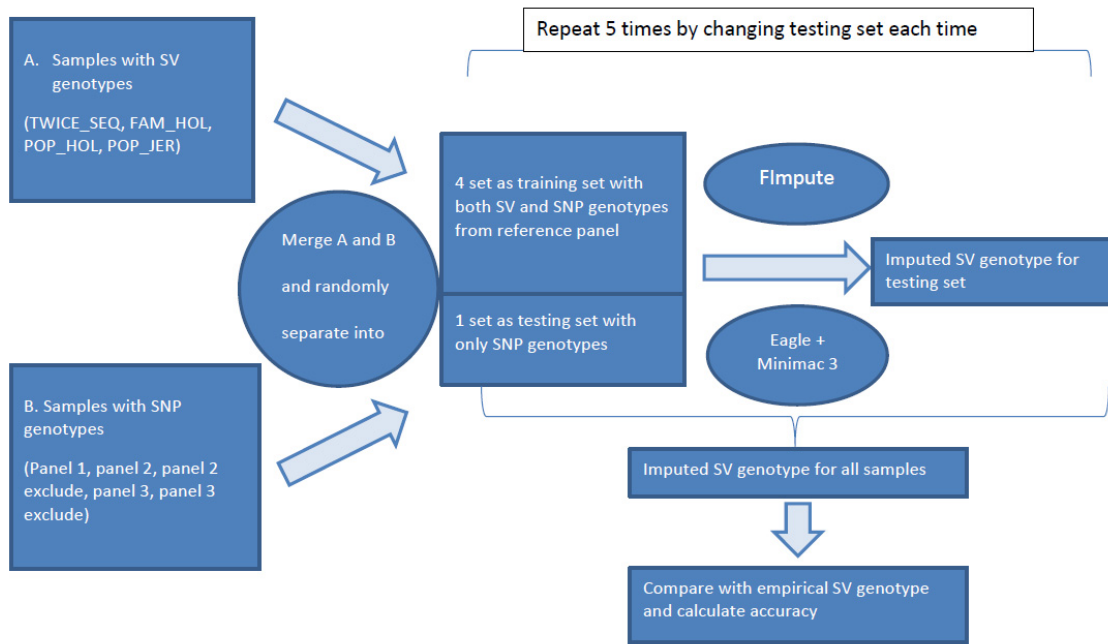 Repeat 5 times by changing testing set each time
A. Samples with SV
genotypes
(TWICE_SEQ, FAM_HOL,
POP_HOL, POP_JER)
B. Samples with SNP
genotypes
(Panel 1, panel 2, panel 2
exclude, panel 3, panel 3
exclude)
Merge A and B
and randomly
separate into
4 set as training set with
both SV and SNP genotypes
from reference panel
1 set as testing set with
only SNP genotypes
FImpute
Eagle +
Minimac 3
Imputed SV genotype for
testing set
Imputed SV genotype for all samples
Compare with empirical SV genotype
and calculate accuracy